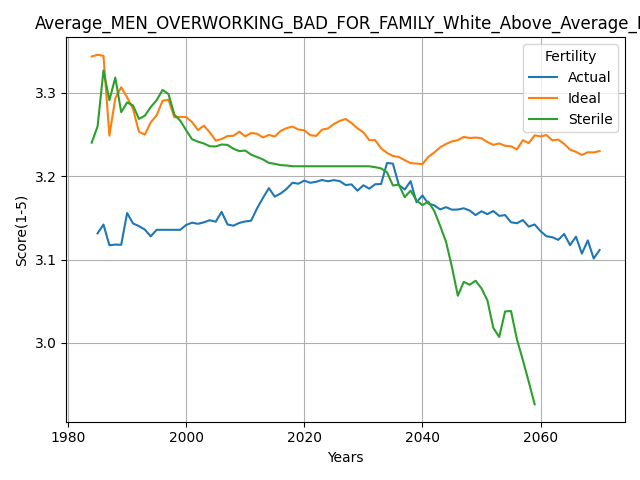 Average_MEN_OVERWORKING_BAD_FOR_FAMILY_White_Above_Average_
Fertility
Actual
Ideal
Sterile
Score(1-5)
3.3
3.2
3.1
3.0
1980
2000
2020
2040
2060
Years